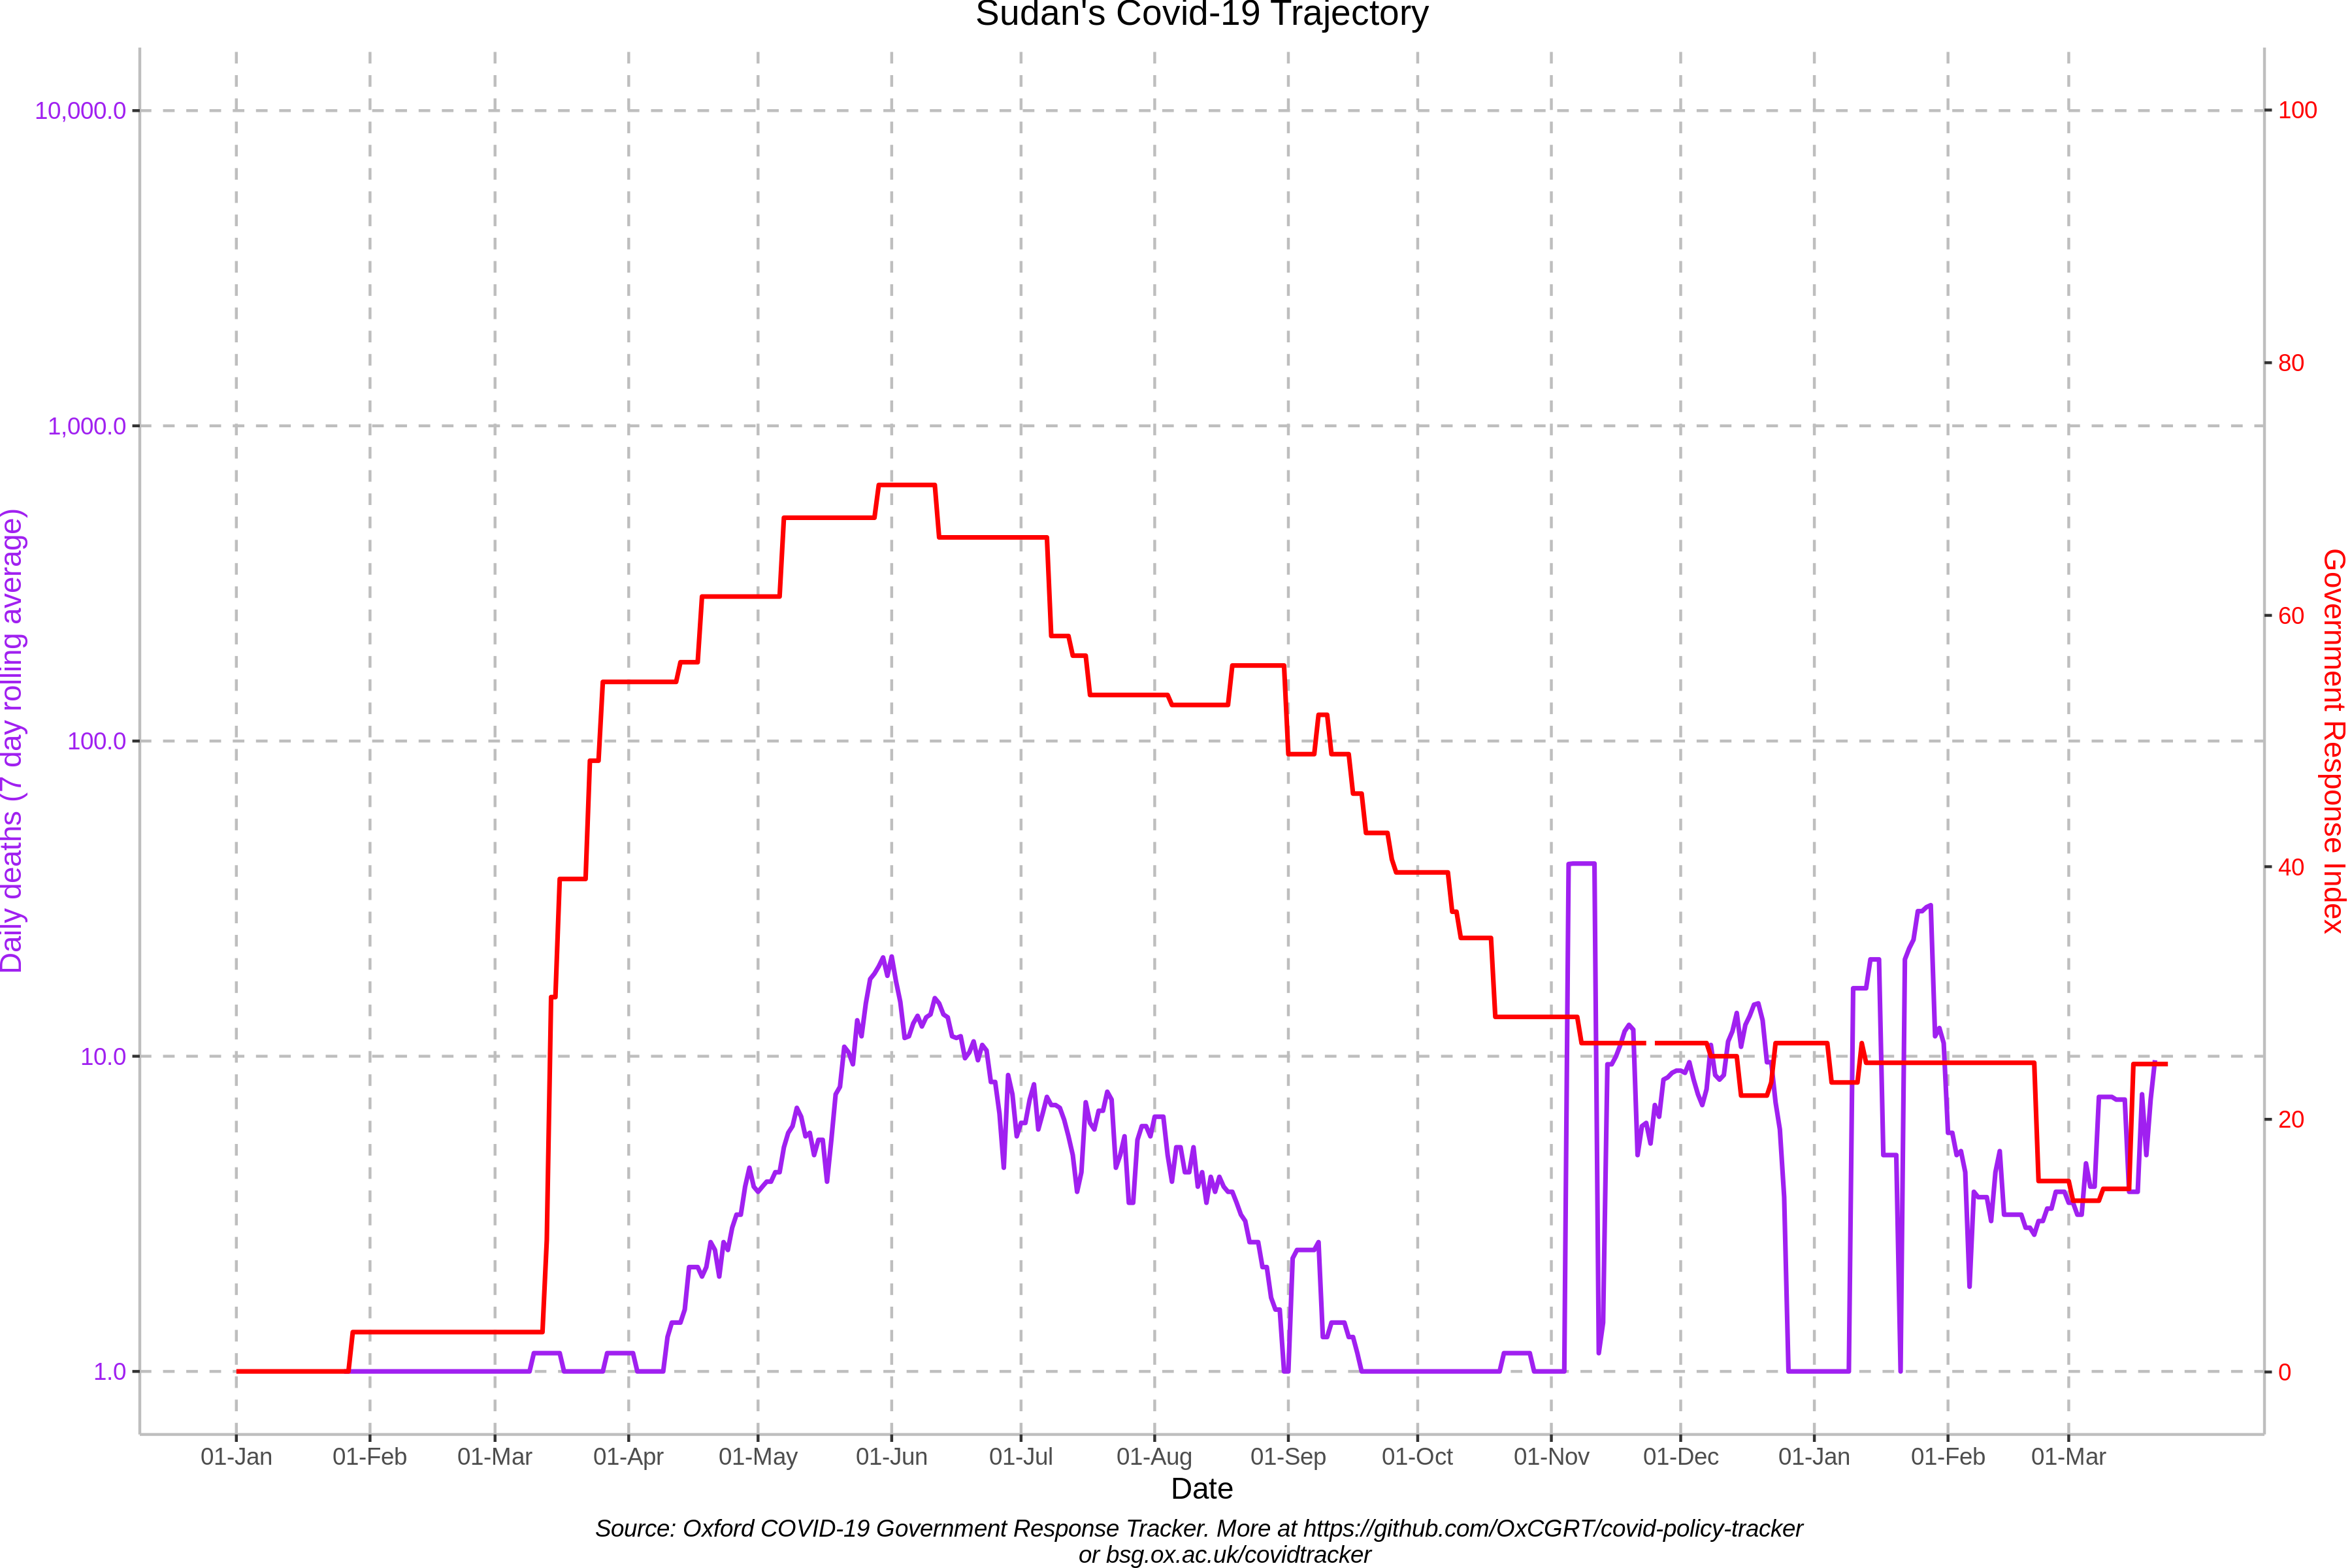 Sudan's Covid-19 Trajectory
10,000.0
1,000.0
100.0
10.0
1.0
Daily deaths (7 day rolling average)
100
80
60
40
20
0
Government Response Index
01-Jan 01-Feb 01-Mar 01-Apr 01-May 01-Jun 01-Jul 01-Aug 01-Sep 01-Oct 01-Nov 01-Dec 01-Jan 01-Feb 01-Mar
Date
Source: Oxford COVID-19 Government Response Tracker. More at https://github.com/OxCGRT/covid-policy-tracker
or bsg.ox.ac.uk/covidtracker